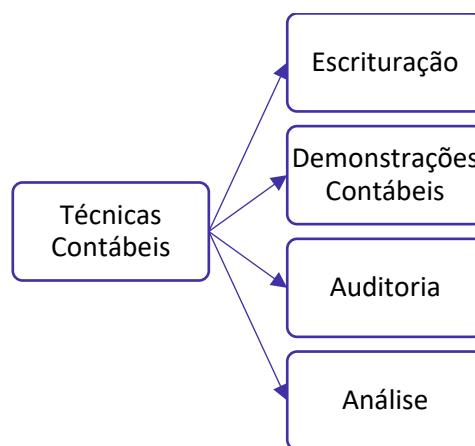 Técnicas
Contábeis
Escrituração
Demonstrações
Contábeis
Auditoria
Análise